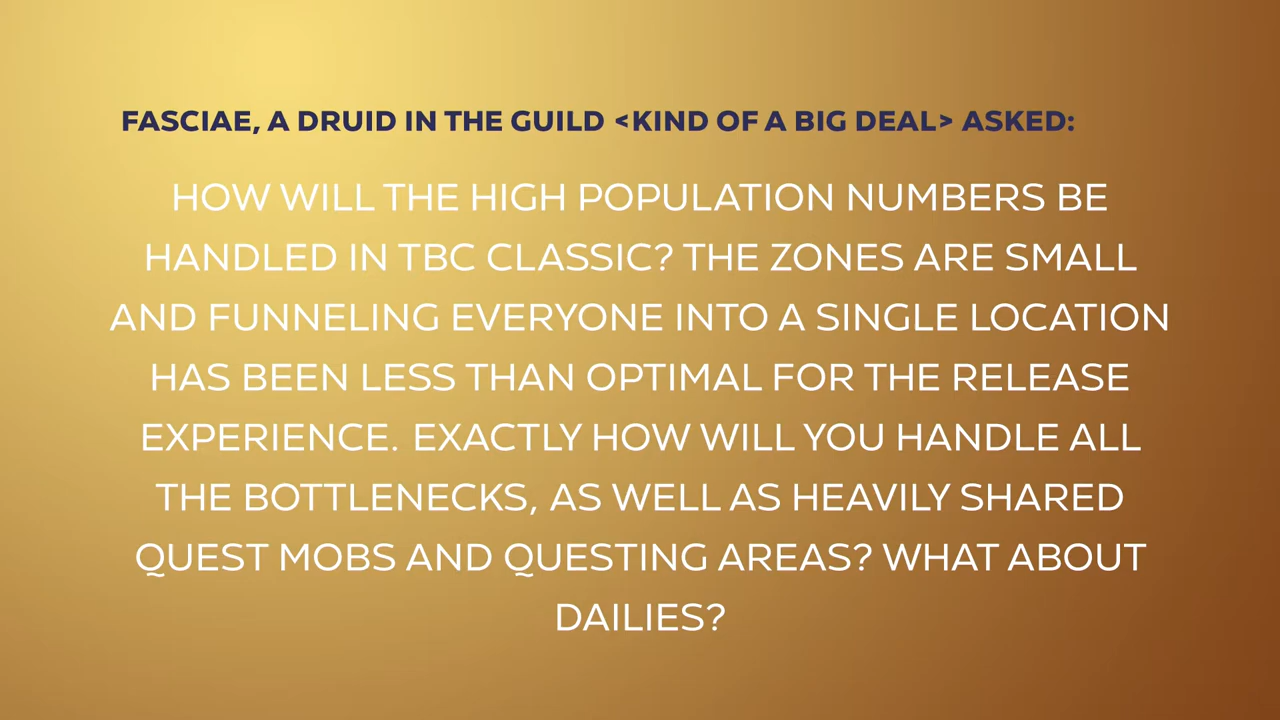 FASCIAE, A DRUID IN THE GUILD <KIND OF A BIG DEAL> ASKED:
HOW WILL THE HIGH POPULATION NUMBERS BE
HANDLED IN TBC CLASSIC? THE ZONES ARE SMALL
AND FUNNELING EVERYONE INTO A SINGLE LOCATION
HAS BEEN LESS THAN OPTIMAL FOR THE RELEASE
EXPERIENCE. EXACTLY HOW WILL YOU HANDLE ALL
THE BOTTLENECKS, AS WELL AS HEAVILY SHARED
QUEST MOBS AND QUESTING AREAS? WHAT ABOUT
DAILIES?